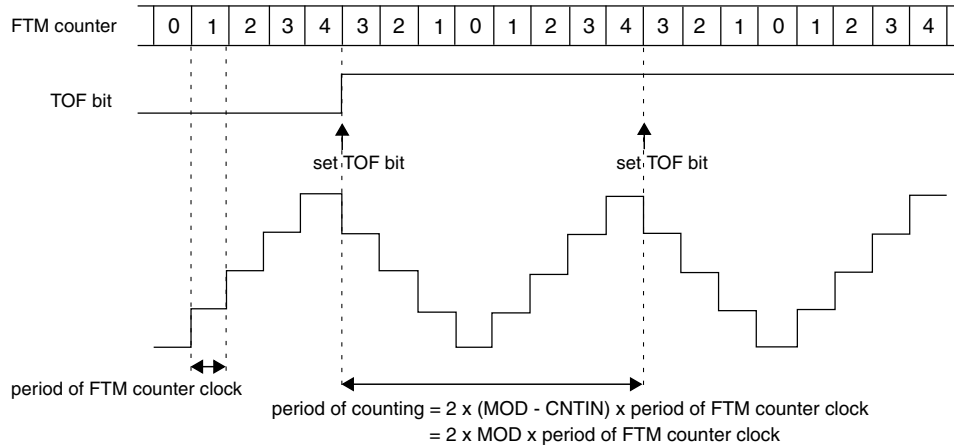 FTM counter 0 1 2 3 4 3 2 1 0 1 2 3 4 3 2 1 0 1 2 3 4
TOF bit
set TOF bit set TOF bit
period of FTM counter clock
period of counting = 2 x (MOD - CNTIN) x period of FTM counter clock
= 2 x MOD x period of FTM counter clock